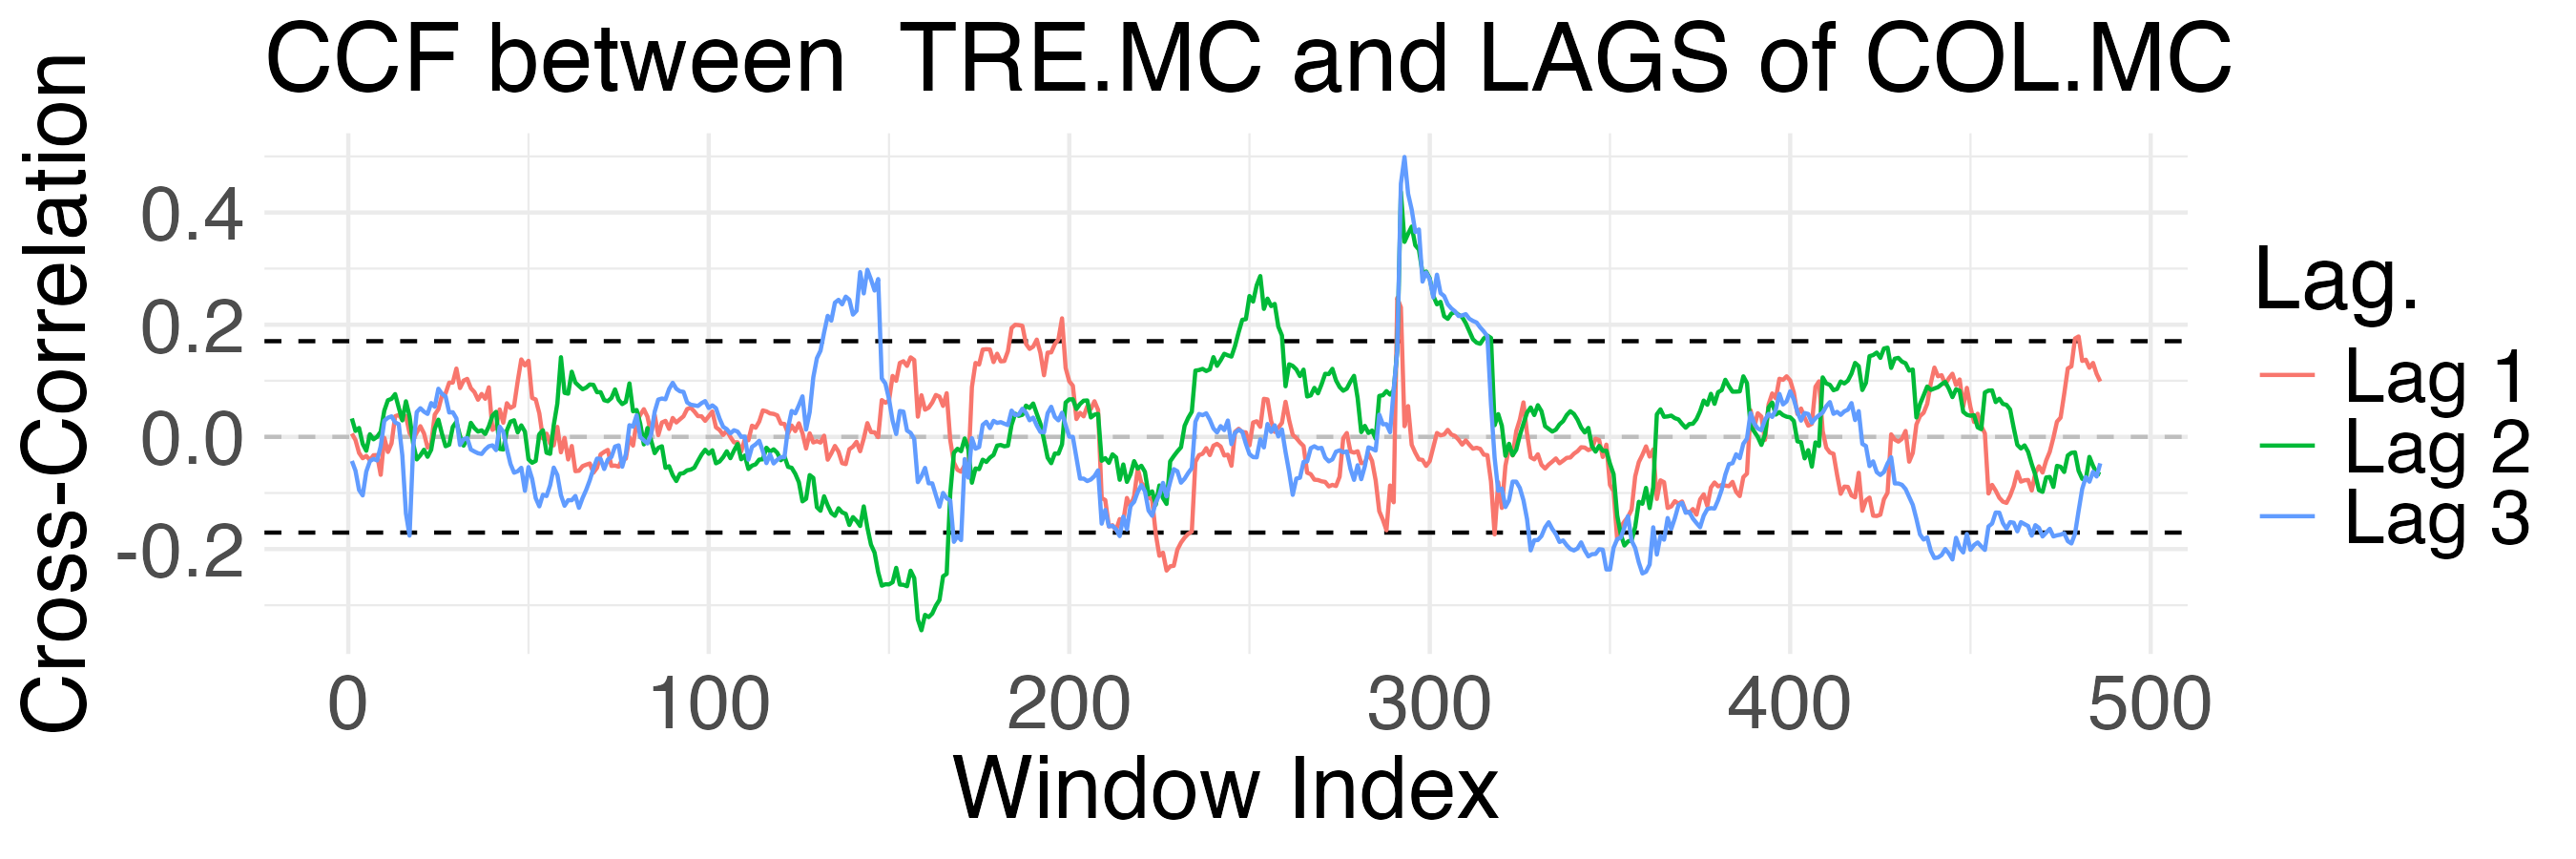 CCF between  TRE.MC and LAGS of COL.MC
Cross-Correlation
0.4
0.2
0.0
-0.2
0 100 200 300 400 500
Window Index
Lag.
Lag 1
Lag 2
Lag 3